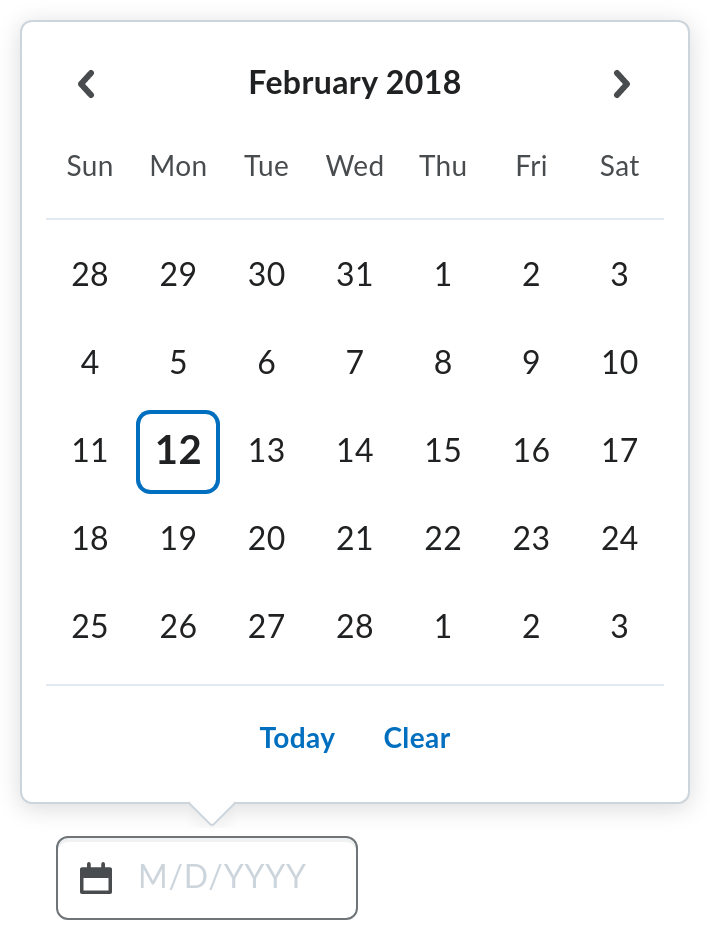 February 2018
Sun Mon Tue Wed Thu Fri Sat
28 29 30 31 1 2 3
4 5 6 7 8 9 10
11 12 13 14 15 16 17
18 19 20 21 22 23 24
25 26 27 28 1 2 3
Today Clear
M/D/YYYY